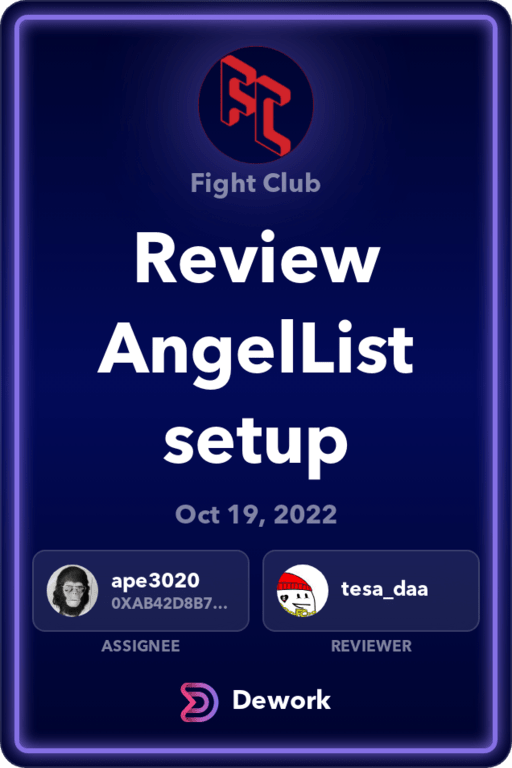 FC
Fight Club
Review
AngelList
setup
Oct 19, 2022
ape3020
0XAB42D8B7...
tesa_daa
ASSIGNEE
REVIEWER
Dework